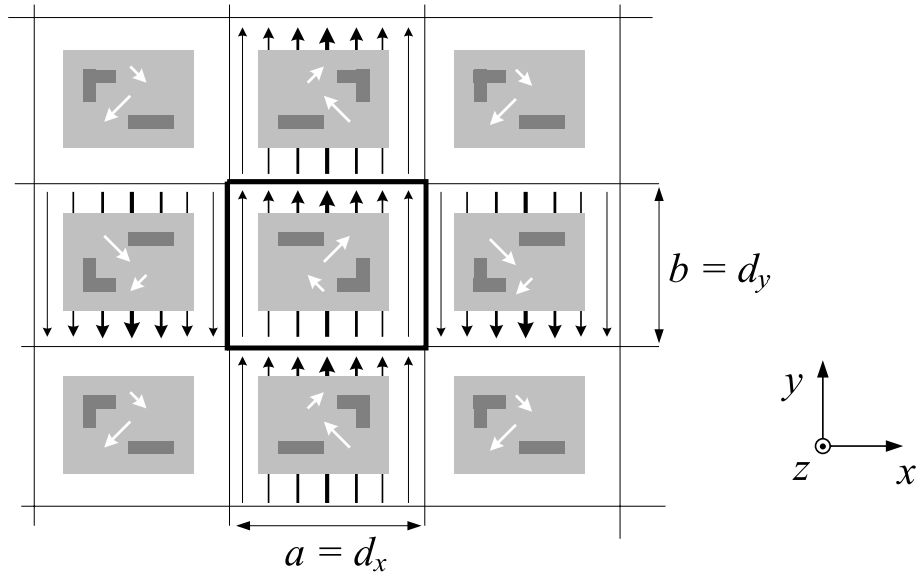 b = d_y
y
z
x
a = d_x